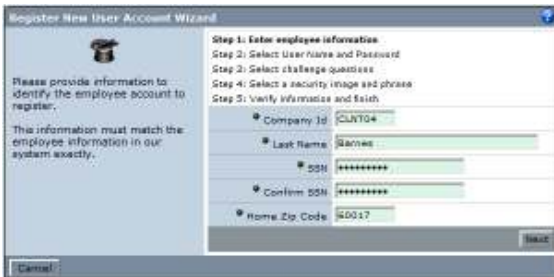 Register New User Account Wizard
Please provide information to
identify the employee account to
register.
This information must match the
employee information in our
system exactly.
Step 1: Enter employee information
Step 2: Select User Name and Password
Step 3: Select challenge questions
Step 4: Select a security image and phrase
Step 5: Verify information and finish
Company Id CLNT04
Last Name Barnes
SSN *********
Confirm SSN *********
Home Zip Code 60017
Next
Cancel